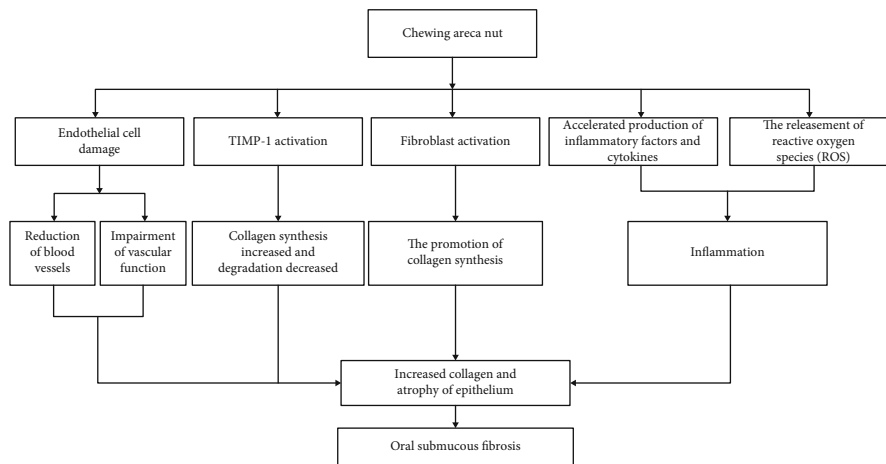 Chewing areca nut
Endothelial cell
damage
TIMP-1 activation
Fibroblast activation
Accelerated production of
inflammatory factors and
cytokines
The releasement of
reactive oxygen
species (ROS)
Reduction
of blood
vessels
Impairment
of vascular
function
Collagen synthesis
increased and
degradation decreased
The promotion of
collagen synthesis
Inflammation
Increased collagen and
atrophy of epithelium
Oral submucous fibrosis